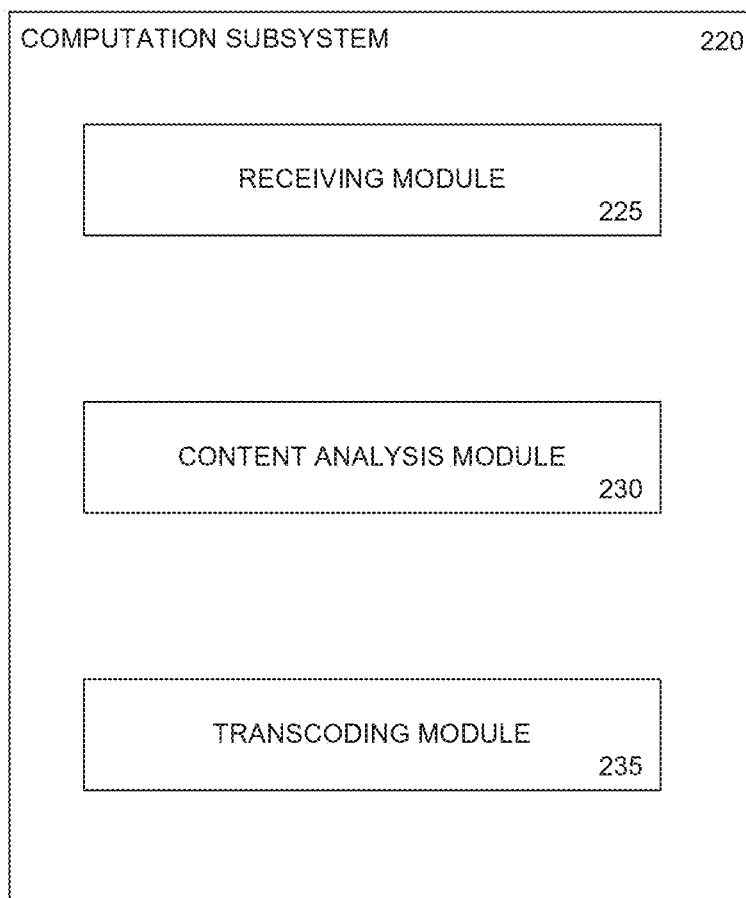 COMPUTATION SUBSYSTEM 220
RECEIVING MODULE
225
CONTENT ANALYSIS MODULE
230
TRANSCODING MODULE
235